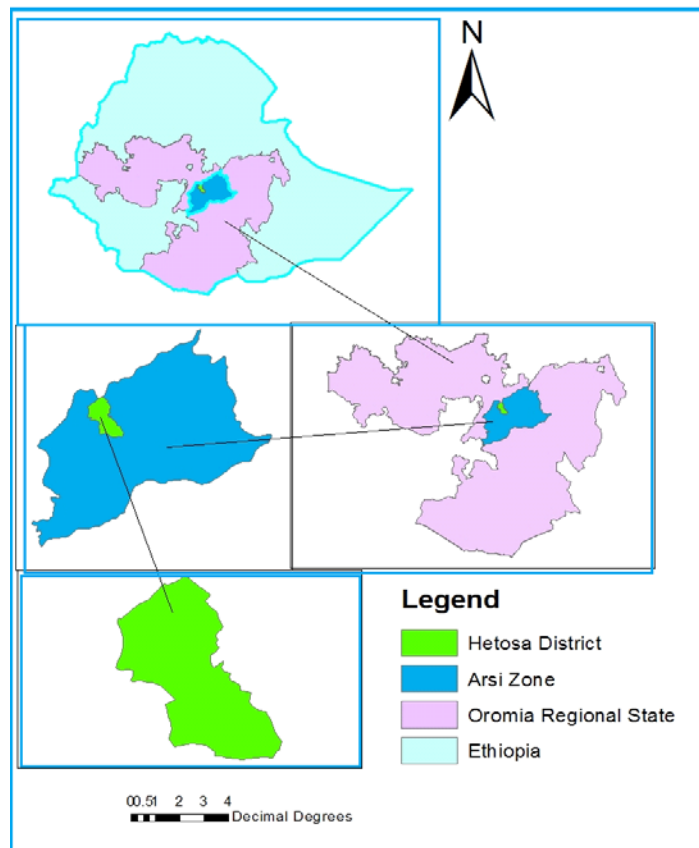 N
Legend
Hetosa District
Arsi Zone
Oromia Regional State
Ethiopia
00.51 2 3 4
Decimal Degrees